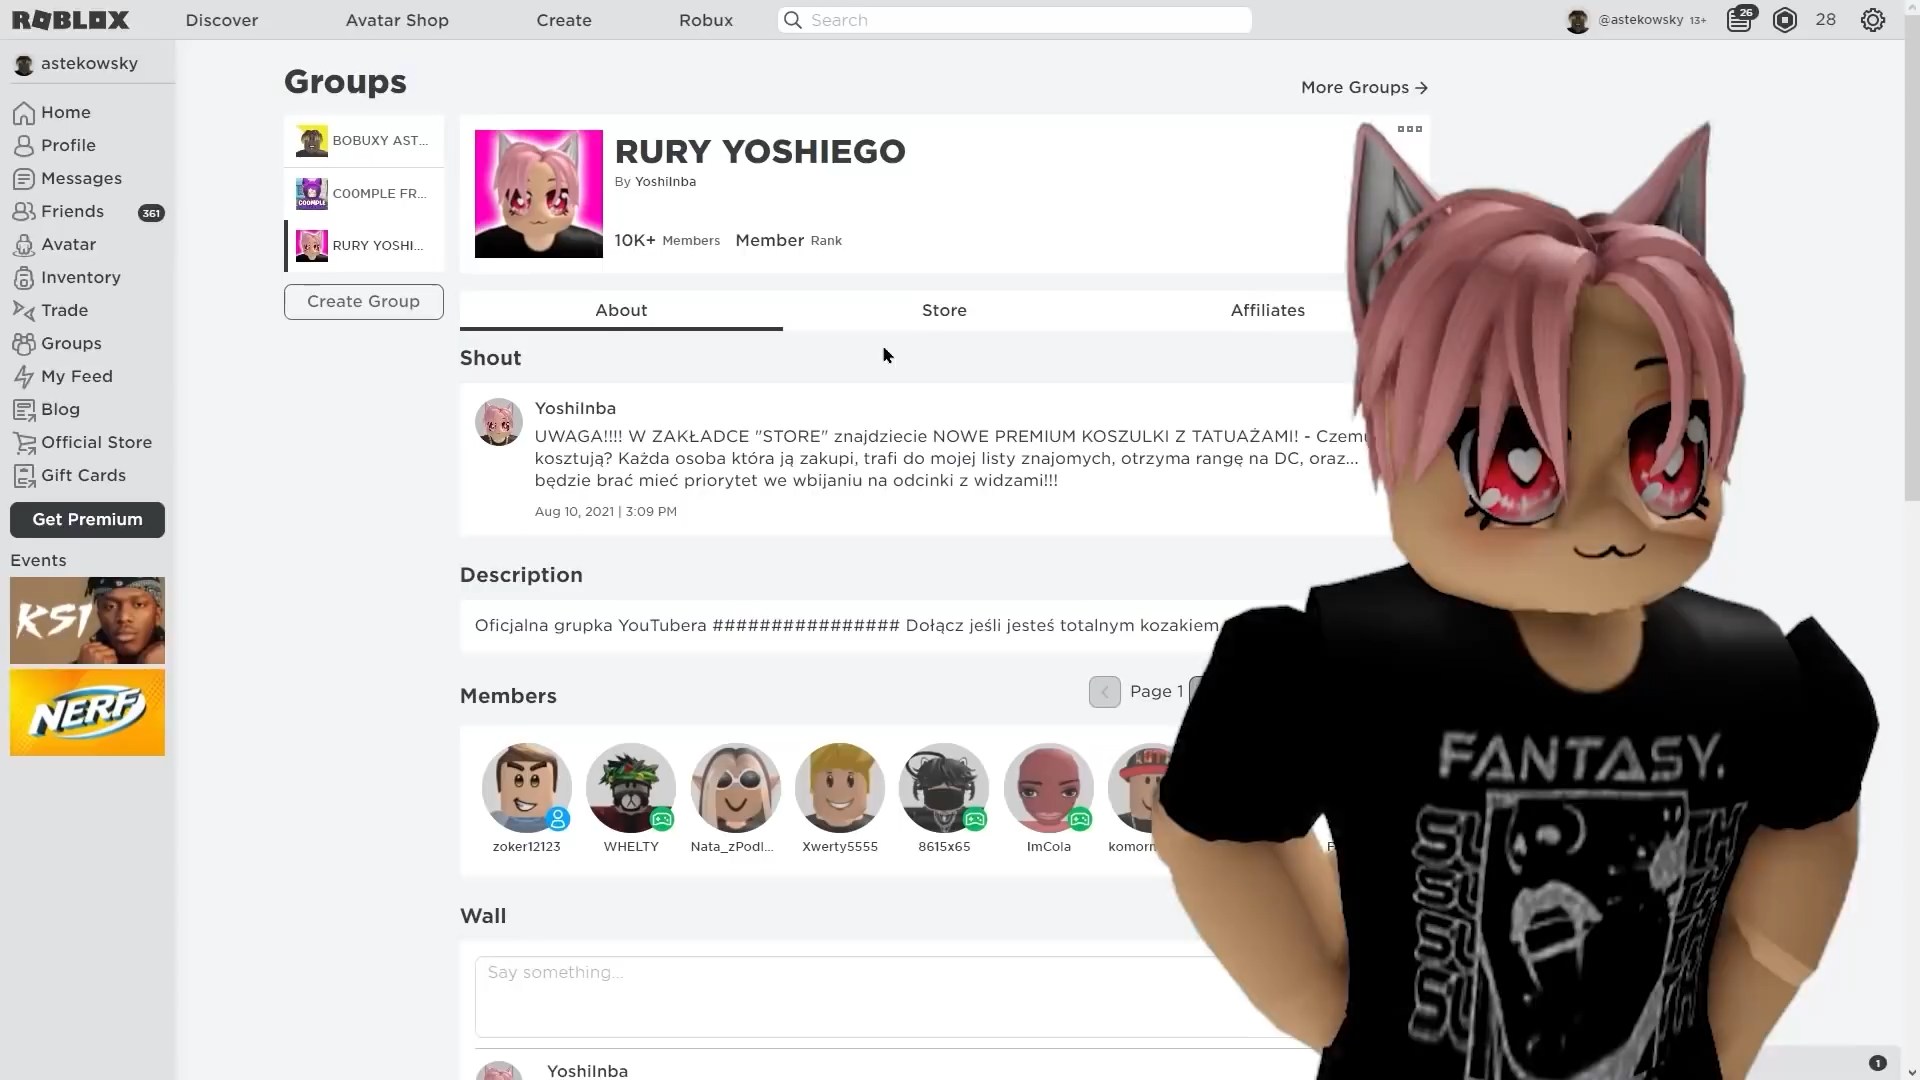 ROBLOX
Discover
Avatar Shop
Create
Robux
Search
@astekowsky 13+
26
28
astekowsky
Home
Profile
Messages
Friends 361
Avatar
Inventory
Trade
Groups
My Feed
Blog
Official Store
Gift Cards
Get Premium
Events
KSI
NERF
Groups
More Groups →
BOBUXY AST...
COOMPLE
C00MPLE FR...
RURY YOSHI...
Create Group
RURY YOSHIEGO
By YoshiInba
10K+ Members Member Rank
About
Store
Affiliates
Shout
YoshiInba
UWAGA!!!! W ZAKŁADCE "STORE" znajdziecie NOWE PREMIUM KOSZULKI Z TATUAŻAMI! - Czemu
kosztują? Każda osoba która ją zakupi, trafi do mojej listy znajomych, otrzyma rangę na DC, oraz...
będzie brać mieć priorytet we wbijaniu na odcinki z widzami!!!
Aug 10, 2021 | 3:09 PM
Description
Oficjalna grupka YouTubera ################ Dołącz jeśli jesteś totalnym kozakiem
Members
Page 1
zoker12123
WHELTY
Nata_zPodl...
Xwerty5555
8615x65
ImCola
Wall
Say something...
YoshiInba
FANTASY.
1